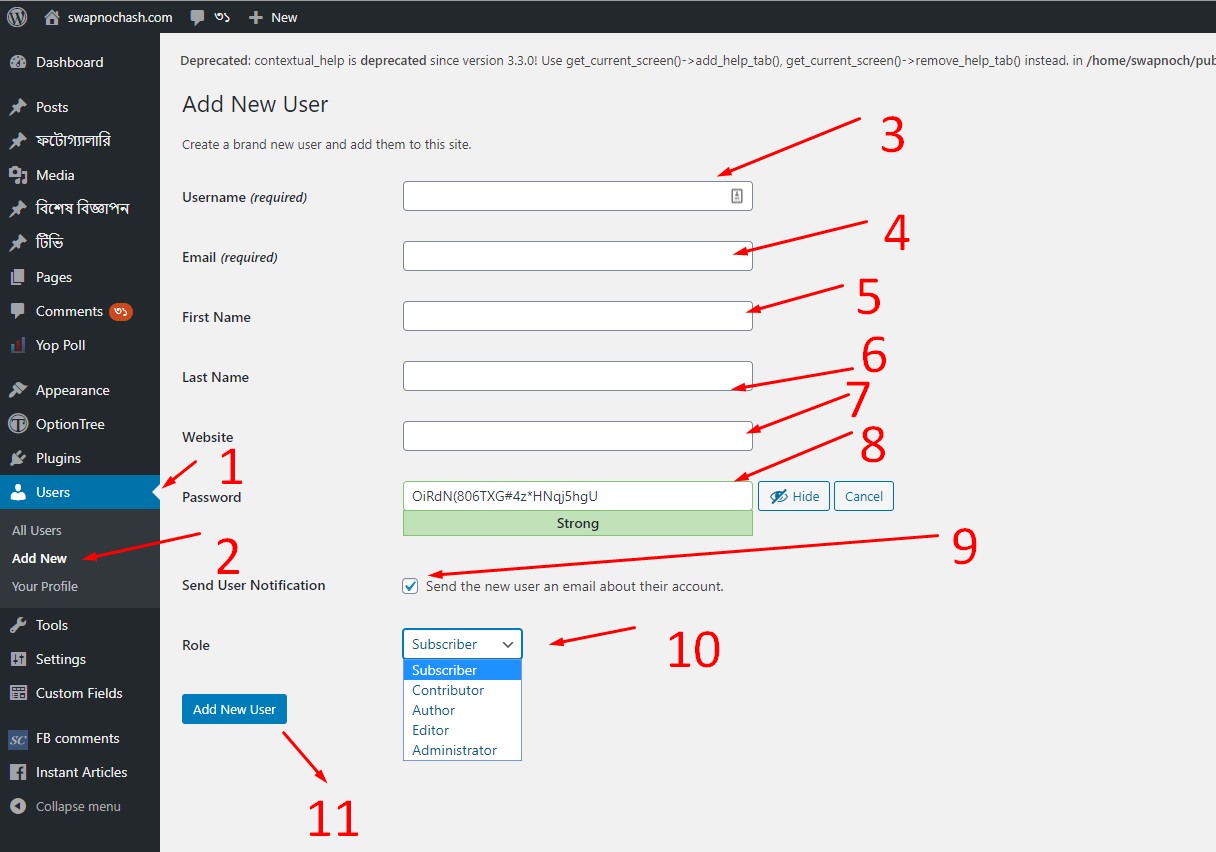 swapnochash.com ৩১ New
Dashboard
Posts
ফটোগ্যালারি
Media
বিশেষ বিজ্ঞাপন
টিভি
Pages
Comments ৩১
Yop Poll
Appearance
OptionTree
Plugins
Users
All Users
Add New
Your Profile
Tools
Settings
Custom Fields
FB comments
Instant Articles
Collapse menu
Deprecated: contextual_help is deprecated since version 3.3.0! Use get_current_screen()->add_help_tab(), get_current_screen()->remove_help_tab() instead. in /home/swapnoch/pub
Add New User
Create a brand new user and add them to this site.
3
Username (required)
4
Email (required)
5
First Name
6
Last Name
7
Website
1
8
Password OiRdN(806TXG#4z*HNqj5hgU Hide Cancel
Strong
2
9
Send User Notification Send the new user an email about their account.
Role Subscriber
10
Subscriber
Contributor
Author
Editor
Administrator
Add New User
11